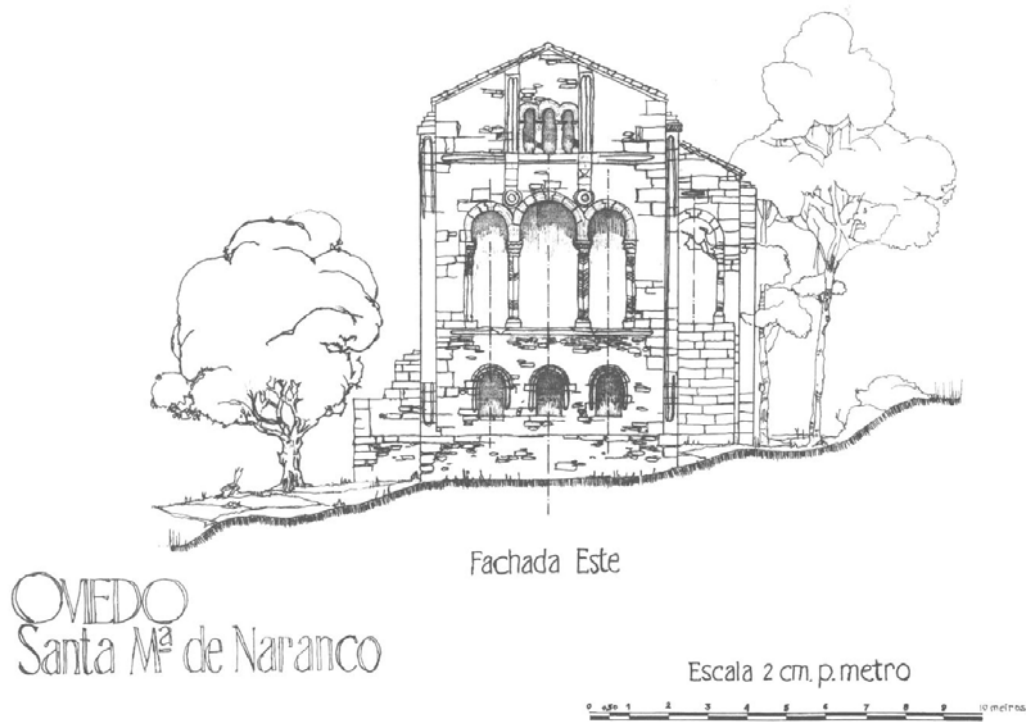 Fachada Este
OVIEDO
Santa Mª de Naranco
Escala 2 cm. p. metro
0 0,50 1 2 3 4 5 6 7 8 9 10 metros